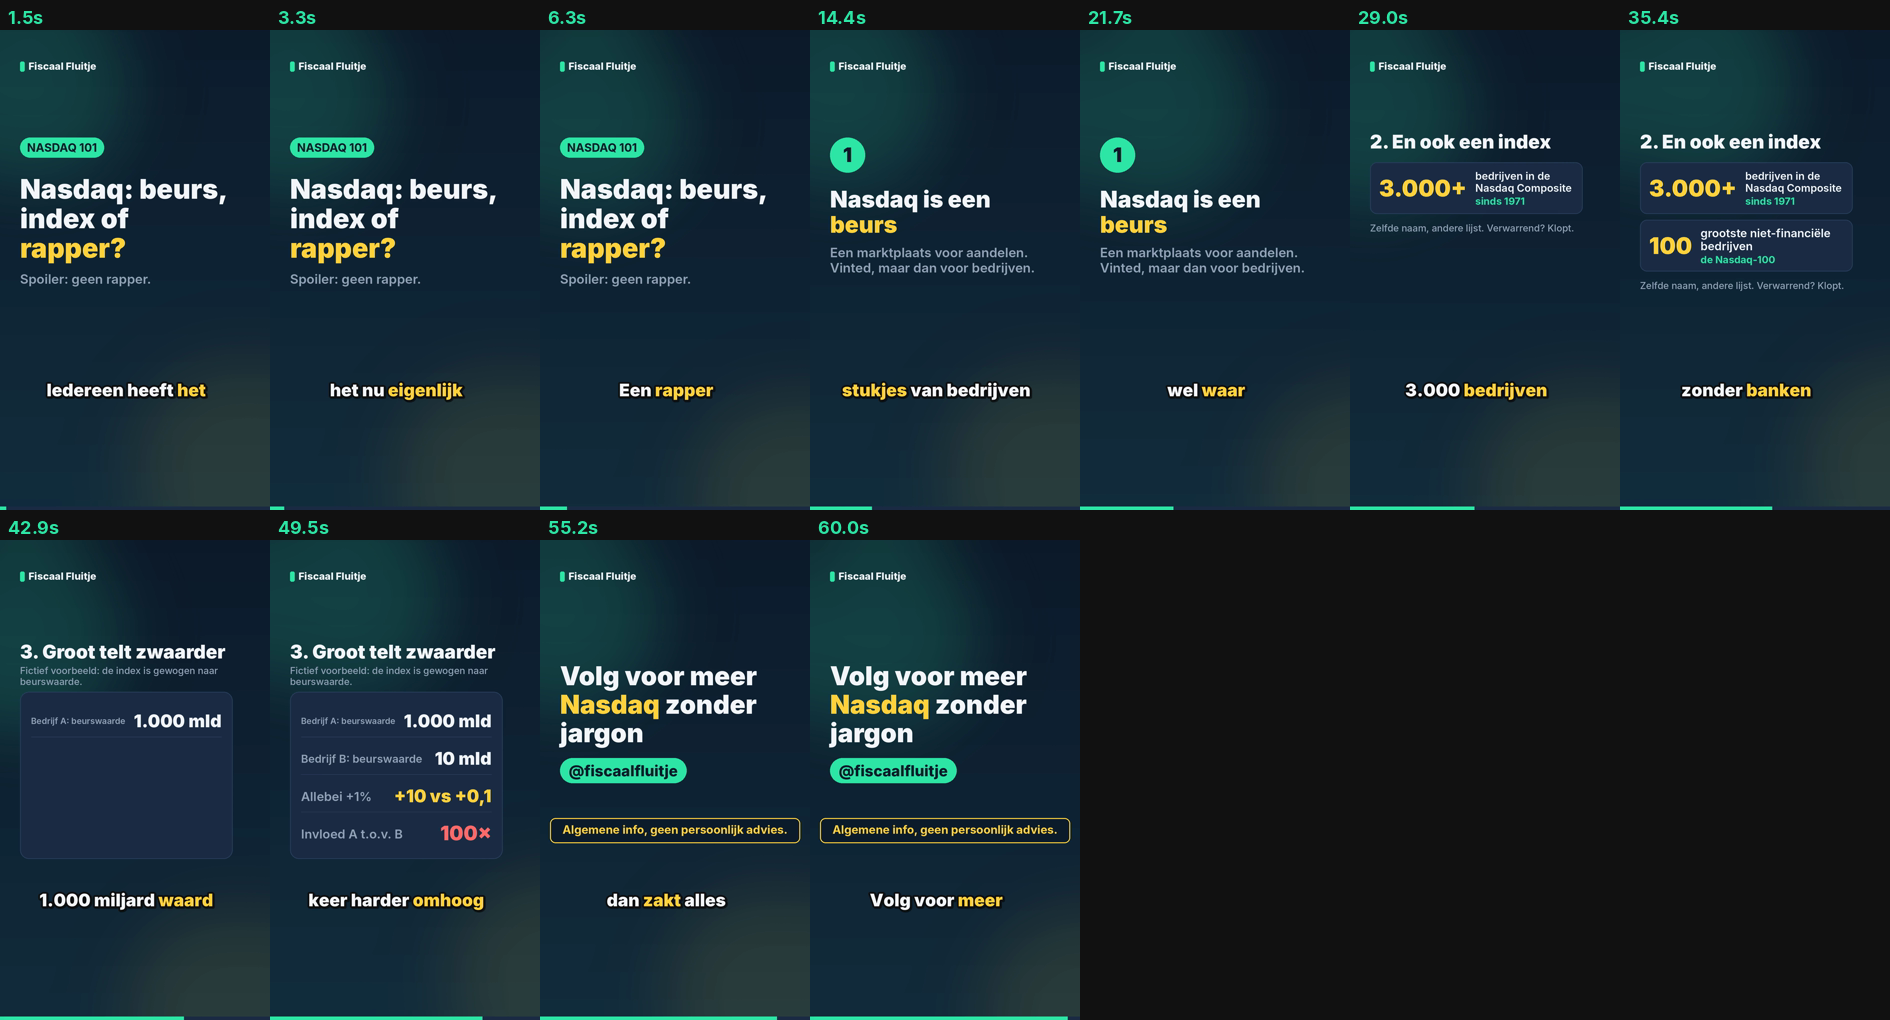 1.5s
Fiscaal Fluitje
NASDAQ 101
Nasdaq: beurs,
index of
rapper?
Spoiler: geen rapper.
Iedereen heeft het
3.3s
Fiscaal Fluitje
NASDAQ 101
Nasdaq: beurs,
index of
rapper?
Spoiler: geen rapper.
het nu eigenlijk
6.3s
Fiscaal Fluitje
NASDAQ 101
Nasdaq: beurs,
index of
rapper?
Spoiler: geen rapper.
Een rapper
14.4s
Fiscaal Fluitje
1
Nasdaq is een
beurs
Een marktplaats voor aandelen.
Vinted, maar dan voor bedrijven.
stukjes van bedrijven
21.7s
Fiscaal Fluitje
1
Nasdaq is een
beurs
Een marktplaats voor aandelen.
Vinted, maar dan voor bedrijven.
wel waar
29.0s
Fiscaal Fluitje
2. En ook een index
3.000+
bedrijven in de
Nasdaq Composite
sinds 1971
Zelfde naam, andere lijst. Verwarrend? Klopt.
3.000 bedrijven
35.4s
Fiscaal Fluitje
2. En ook een index
3.000+
bedrijven in de
Nasdaq Composite
sinds 1971
100
grootste niet-financiële
bedrijven
de Nasdaq-100
Zelfde naam, andere lijst. Verwarrend? Klopt.
zonder banken
42.9s
Fiscaal Fluitje
3. Groot telt zwaarder
Fictief voorbeeld: de index is gewogen naar
beurswaarde.
Bedrijf A: beurswaarde 1.000 mld
1.000 miljard waard
49.5s
Fiscaal Fluitje
3. Groot telt zwaarder
Fictief voorbeeld: de index is gewogen naar
beurswaarde.
Bedrijf A: beurswaarde 1.000 mld
Bedrijf B: beurswaarde 10 mld
Allebei +1% +10 vs +0,1
Invloed A t.o.v. B 100×
keer harder omhoog
55.2s
Fiscaal Fluitje
Volg voor meer
Nasdaq zonder
jargon
@fiscaalfluitje
Algemene info, geen persoonlijk advies.
dan zakt alles
60.0s
Fiscaal Fluitje
Volg voor meer
Nasdaq zonder
jargon
@fiscaalfluitje
Algemene info, geen persoonlijk advies.
Volg voor meer